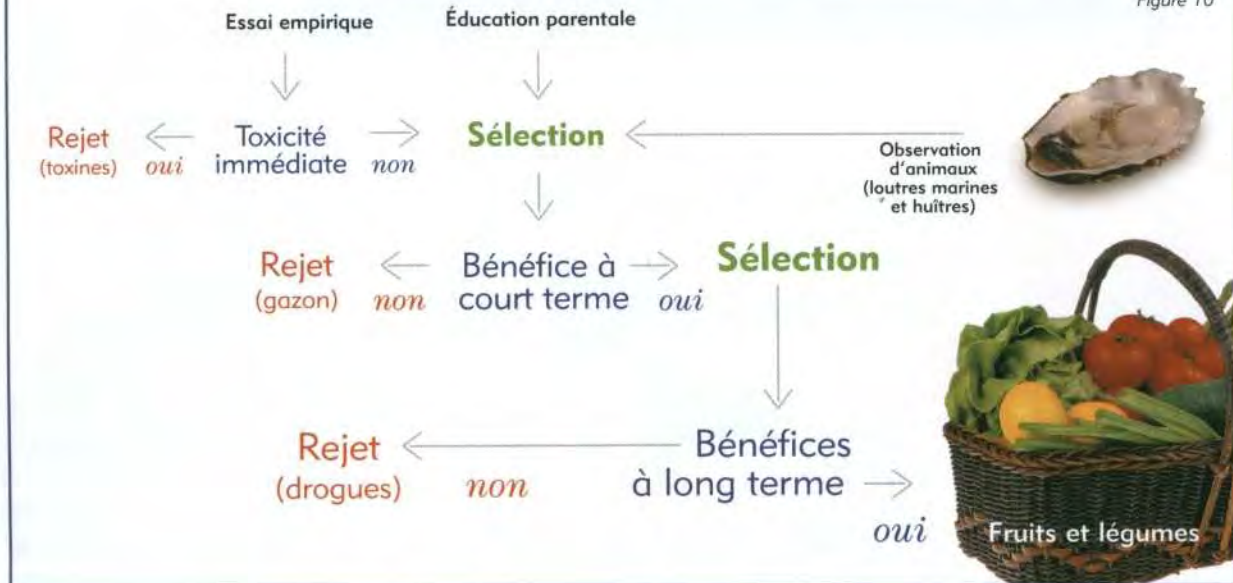 Figure 10
Essai empirique
Éducation parentale
Rejet
(toxines)
oui
Toxicité
immédiate
non
Sélection
Observation
d'animaux
(loutres marines
et huîtres)
Rejet
(gazon)
non
Bénéfice à
court terme
oui
Sélection
Rejet
(drogues)
non
Bénéfices
à long terme
oui
Fruits et légumes